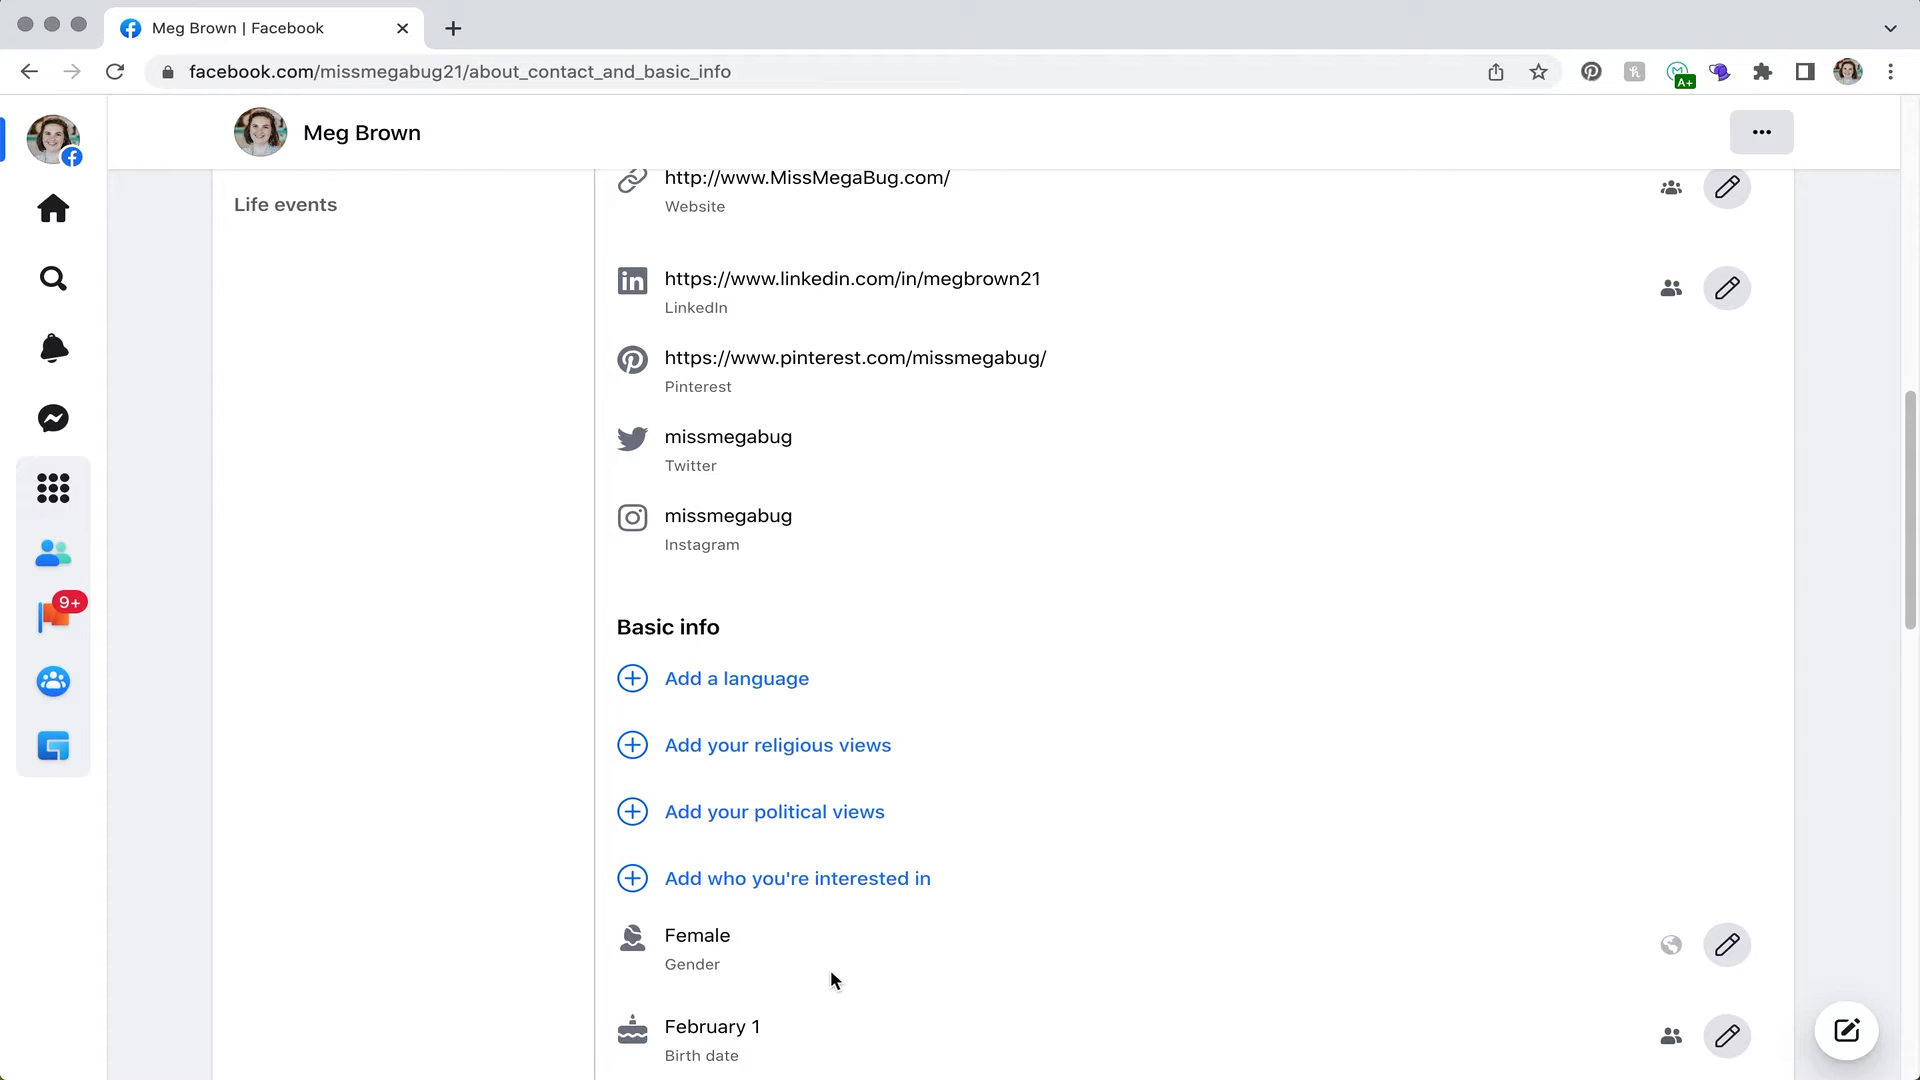 Meg Brown | Facebook
facebook.com/missmegabug21/about_contact_and_basic_info
A+
Meg Brown
Life events
http://www.MissMegaBug.com/
Website
https://www.linkedin.com/in/megbrown21
LinkedIn
https://www.pinterest.com/missmegabug/
Pinterest
missmegabug
Twitter
missmegabug
Instagram
9+
Basic info
Add a language
Add your religious views
Add your political views
Add who you're interested in
Female
Gender
February 1
Birth date